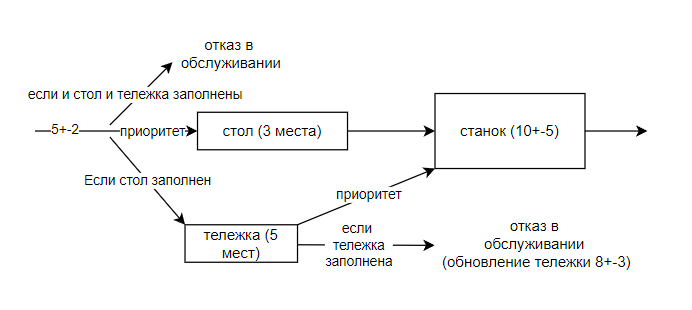 отказ в
обслуживании
если и стол и тележка заполнены
5+-2
приоритет
стол (3 места)
станок (10+-5)
Если стол заполнен
приоритет
тележка (5
мест)
если
тележка
заполнена
отказ в
обслуживании
(обновление тележки 8+-3)